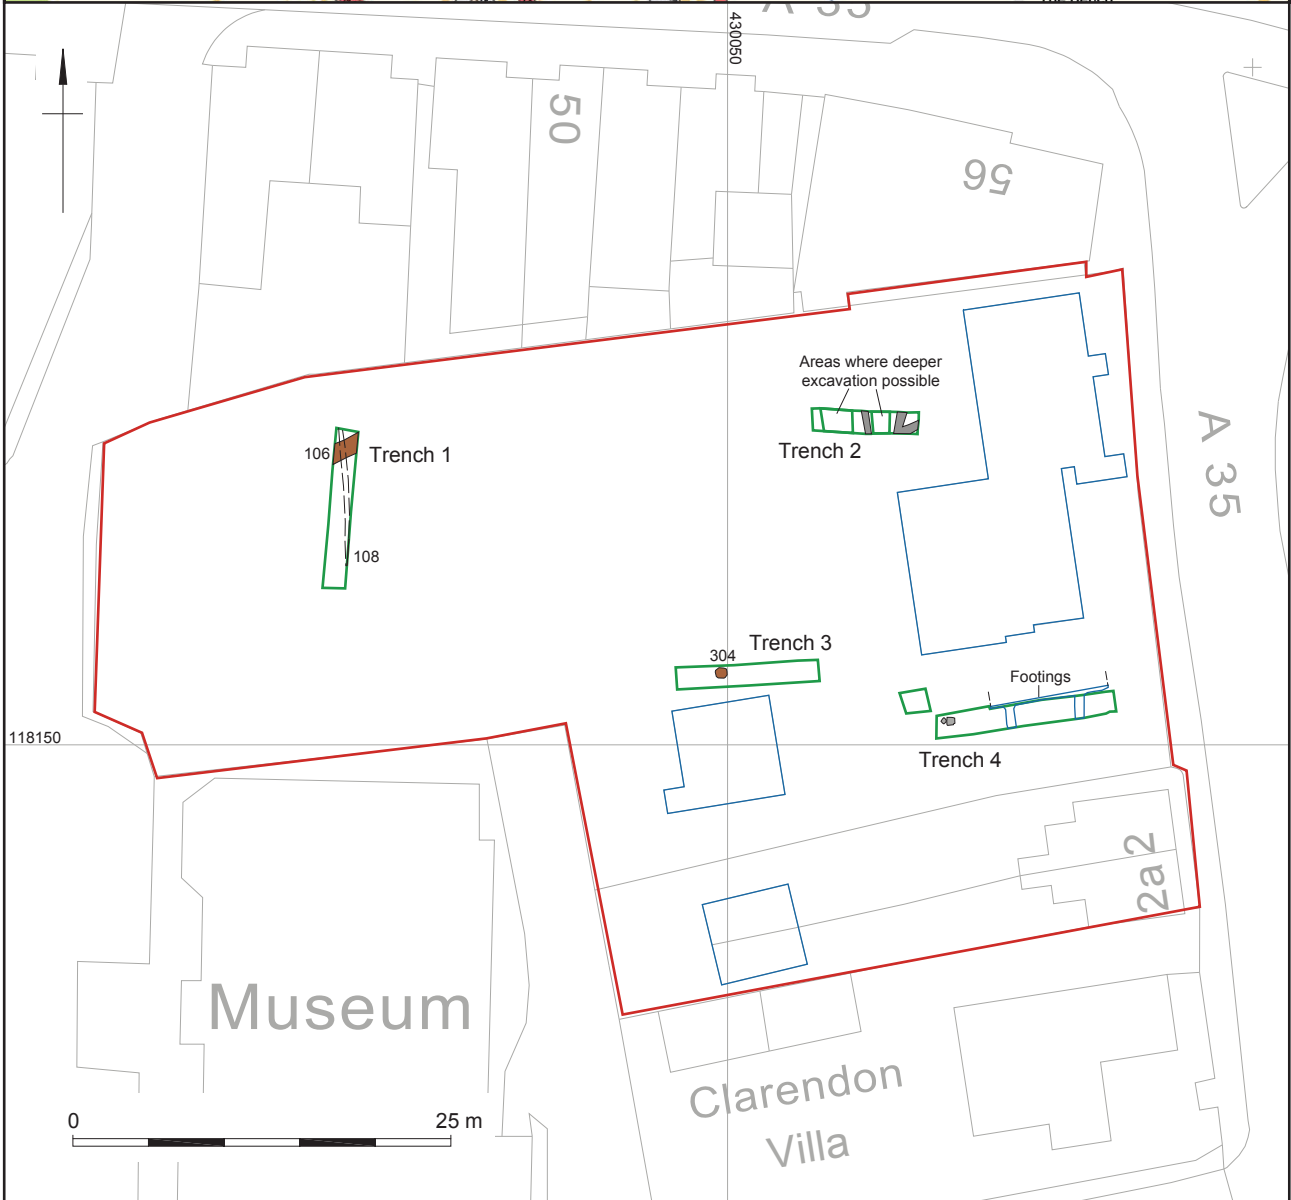 A 35
430050
50
56
Areas where deeper
excavation possible
Trench 2
106
Trench 1
108
A 35
304
Trench 3
Footings
118150
Trench 4
2a 2
Museum
Clarendon
Villa
0
25 m